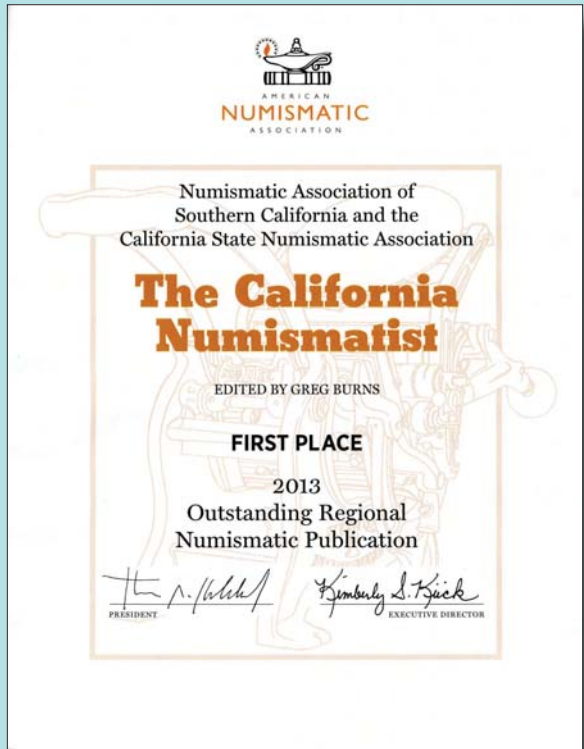 AMERICAN
NUMISMATIC
ASSOCIATION
Numismatic Association of
Southern California and the
California State Numismatic Association
The California
Numismatist
EDITED BY GREG BURNS
FIRST PLACE
2013
Outstanding Regional
Numismatic Publication
Kimberly S. Kiick
PRESIDENT
EXECUTIVE DIRECTOR